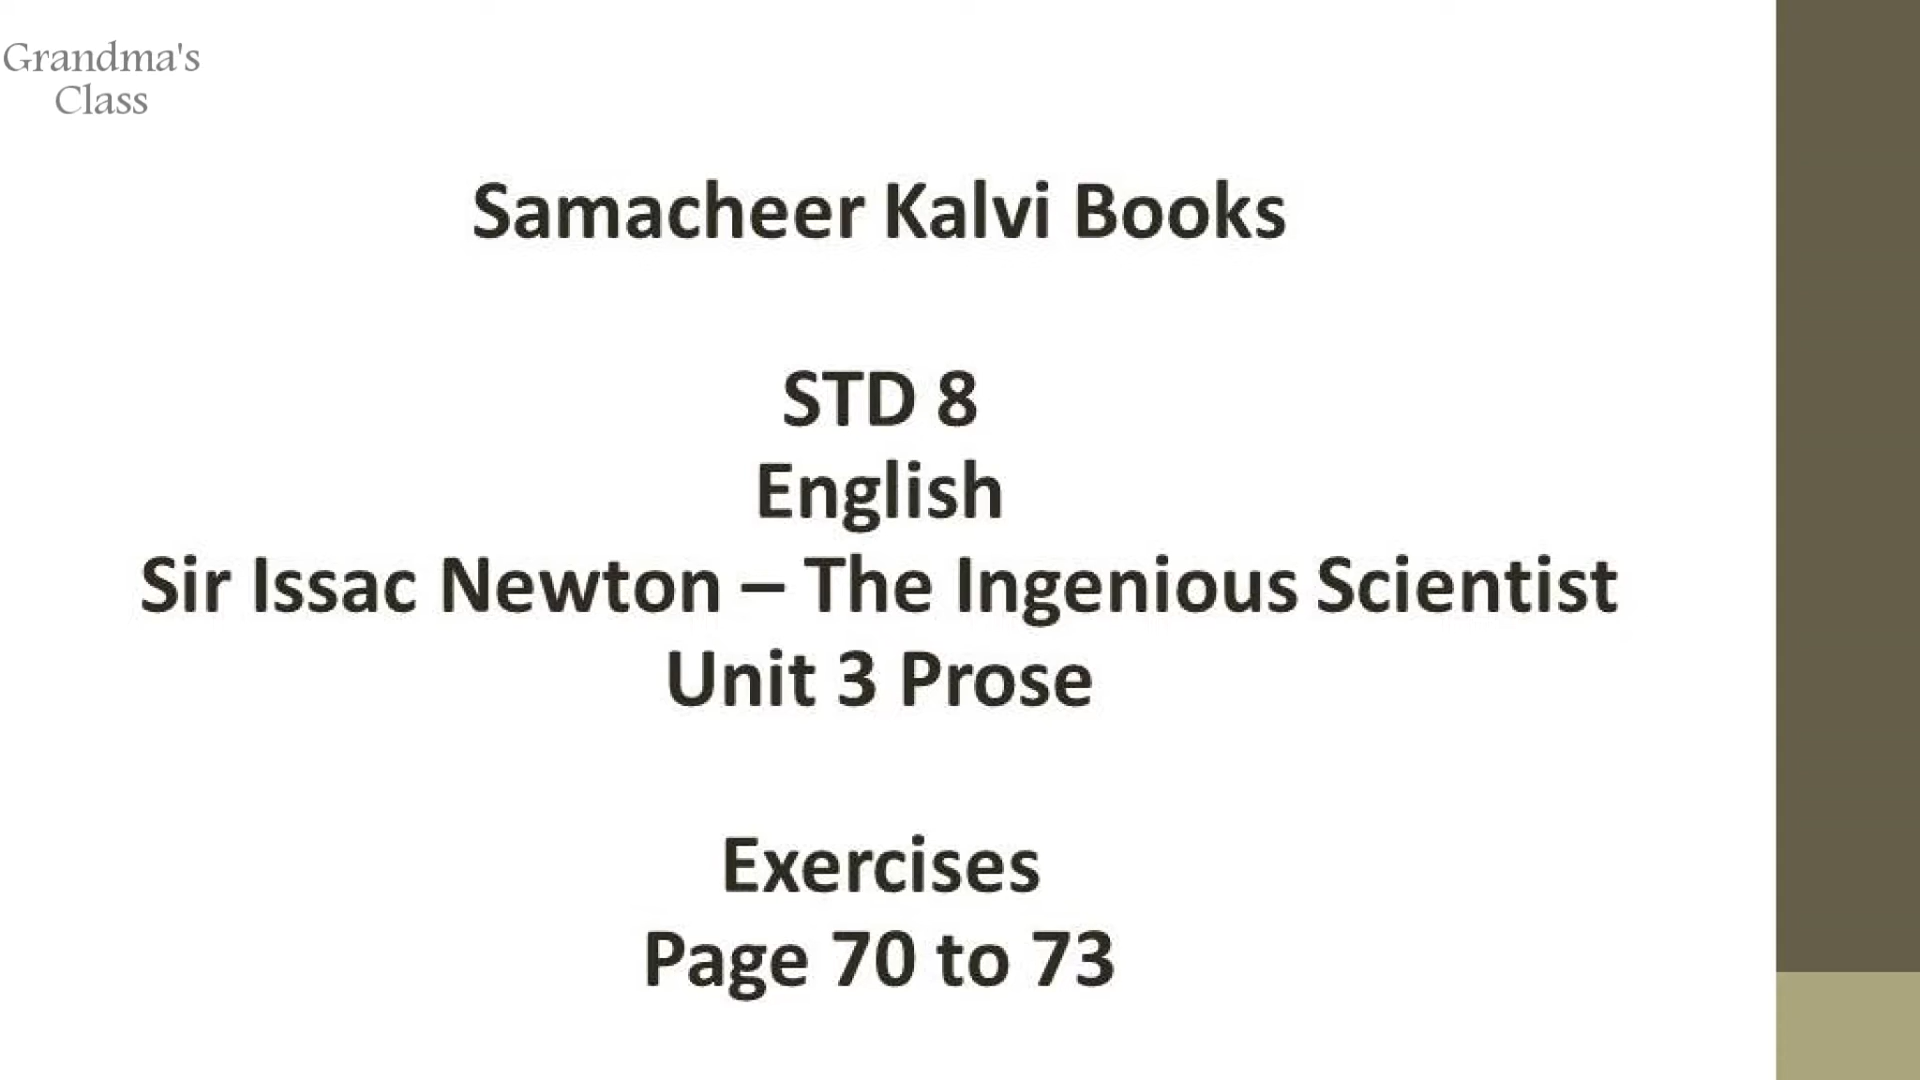 Grandma's
Class
Samacheer Kalvi Books
STD 8
English
Sir Issac Newton – The Ingenious Scientist
Unit 3 Prose
Exercises
Page 70 to 73